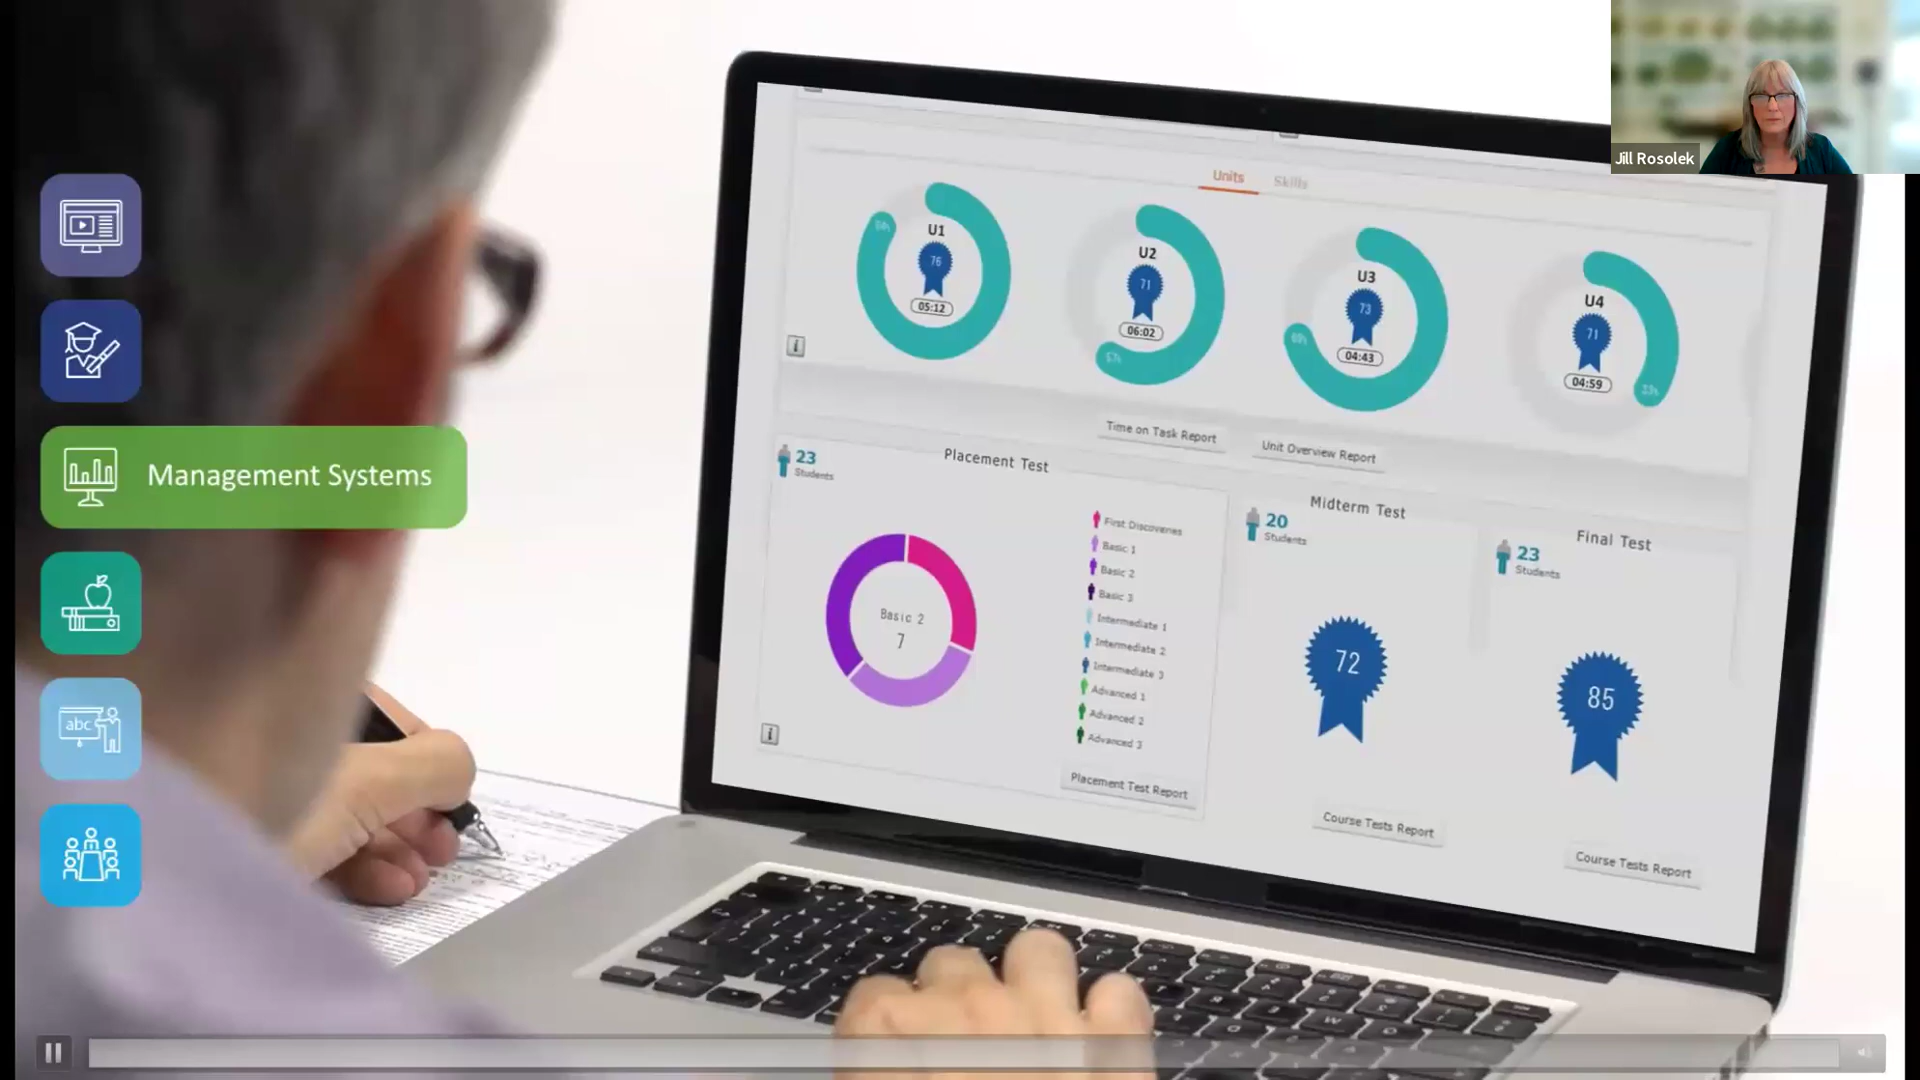 Jill Rosolek
Units
Skills
U1
76
05:12
U2
71
06:02
U3
73
04:43
U4
71
04:59
Time on Task Report
Unit Overview Report
23
Students
Placement Test
First Discoveries
Basic 1
Basic 2
Basic 3
Intermediate 1
Intermediate 2
Intermediate 3
Advanced 1
Advanced 2
Advanced 3
Basic 2
7
Placement Test Report
Midterm Test
20
Students
72
Course Tests Report
Final Test
23
Students
85
Course Tests Report
Management Systems
abc